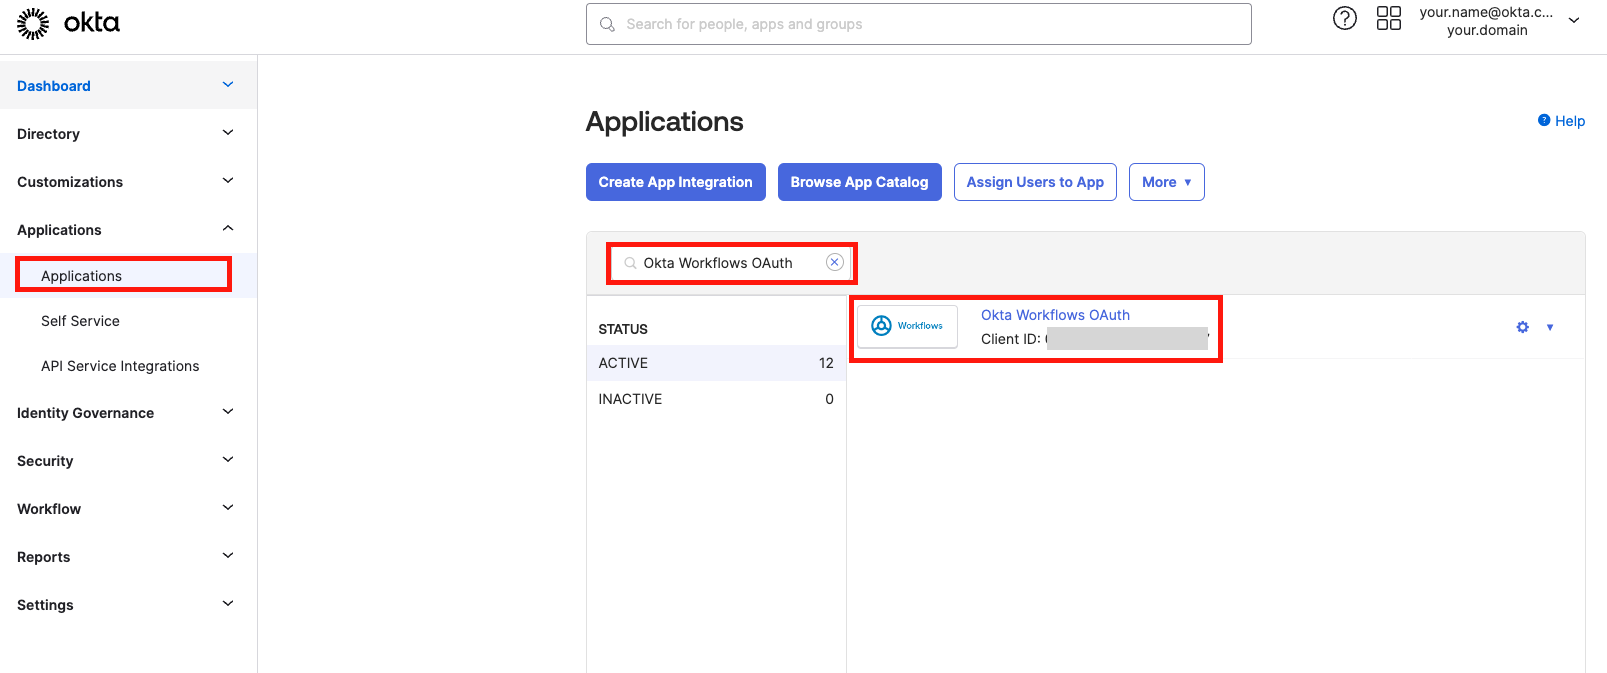 okta
Search for people, apps and groups
your.name@okta.c...
your.domain
Dashboard
Directory
Customizations
Applications
Applications
Self Service
API Service Integrations
Identity Governance
Security
Workflow
Reports
Settings
Applications
Help
Create App Integration
Browse App Catalog
Assign Users to App
More
Okta Workflows OAuth
STATUS
ACTIVE 12
INACTIVE 0
Workflows
Okta Workflows OAuth
Client ID: